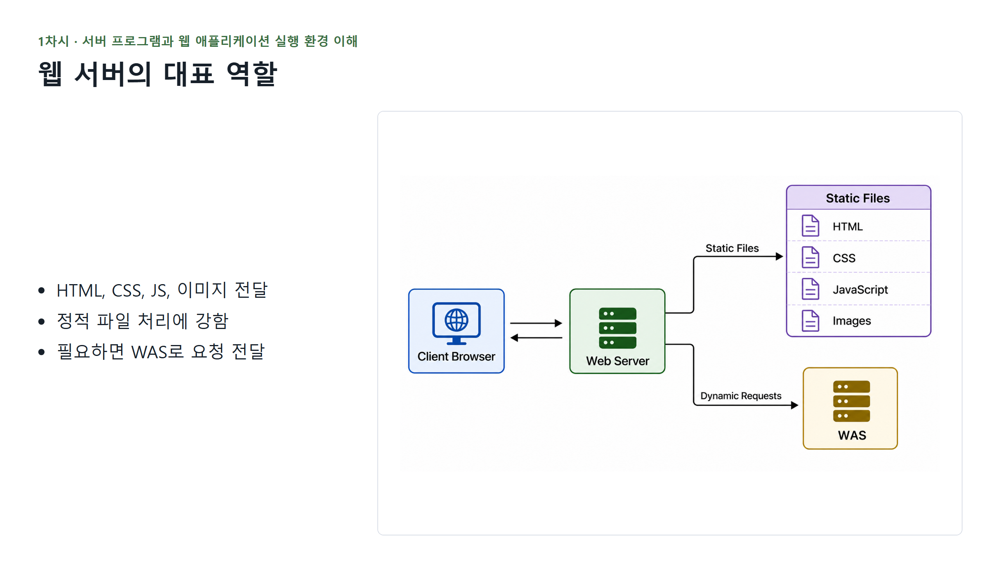 1차시 · 서버 프로그램과 웹 애플리케이션 실행 환경 이해
웹 서버의 대표 역할
• HTML, CSS, JS, 이미지 전달
• 정적 파일 처리에 강함
• 필요하면 WAS로 요청 전달
Client Browser
Web Server
Static Files
Static Files
HTML
CSS
JavaScript
Images
Dynamic Requests
WAS